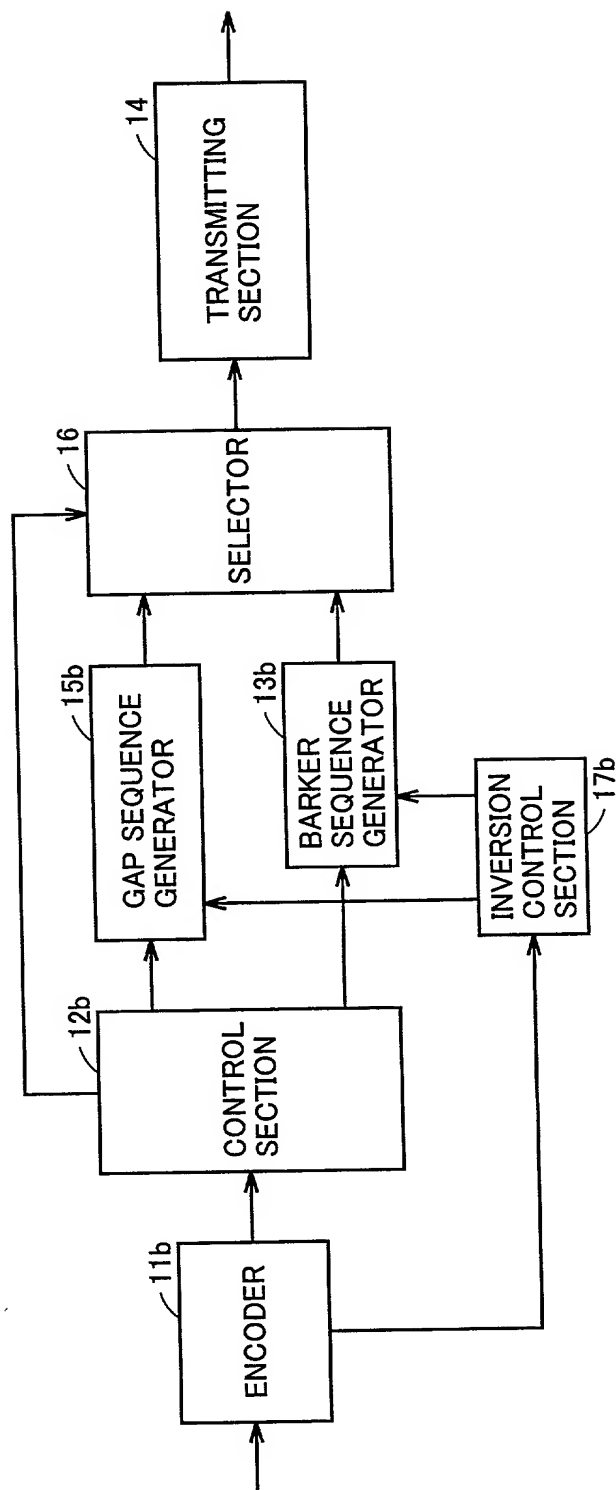 11b
ENCODER
12b
CONTROL
SECTION
15b
GAP SEQUENCE
GENERATOR
13b
BARKER
SEQUENCE
GENERATOR
INVERSION
CONTROL
SECTION
17b
16
SELECTOR
14
TRANSMITTING
SECTION